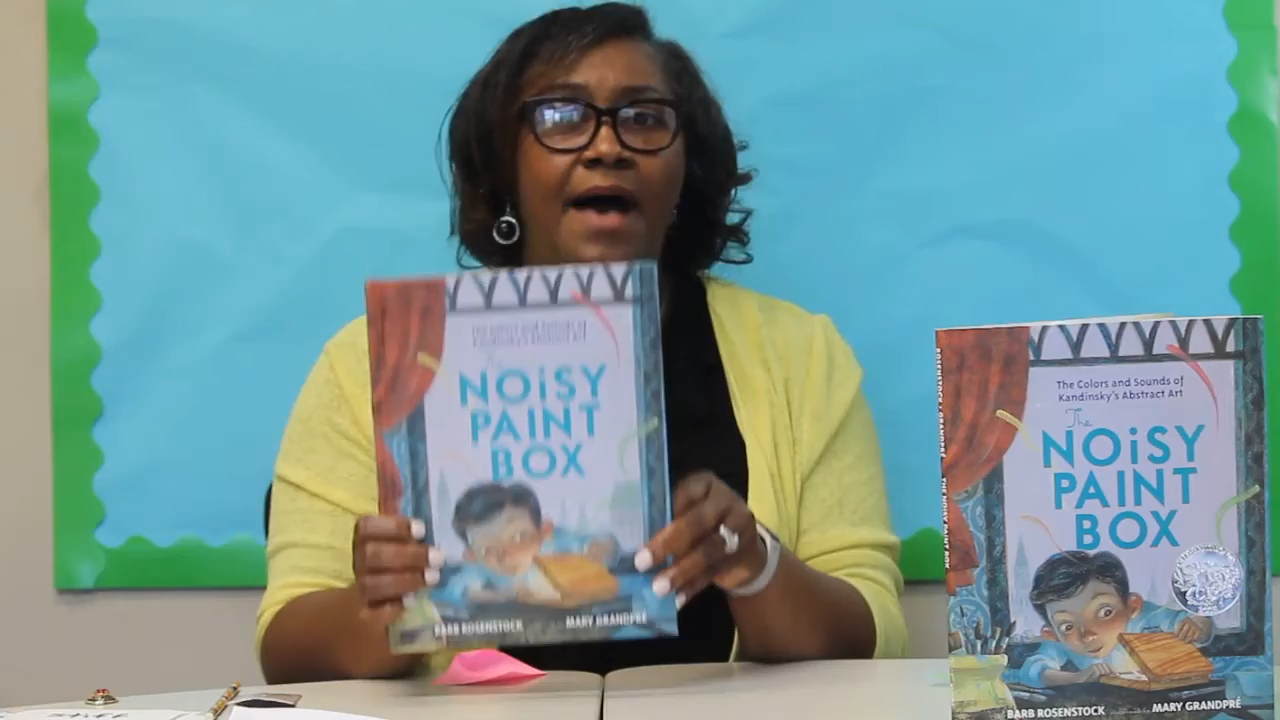 NOiSY
PAINT
BOX
BARB ROSENSTOCK
MARY GRANDPRÉ
The Colors and Sounds of
Kandinsky's Abstract Art
The
NOiSY
PAINT
BOX
BARB ROSENSTOCK
MARY GRANDPRÉ
ROSENSTOCK / GRANDPRÉ THE NOISY PAINT BOX